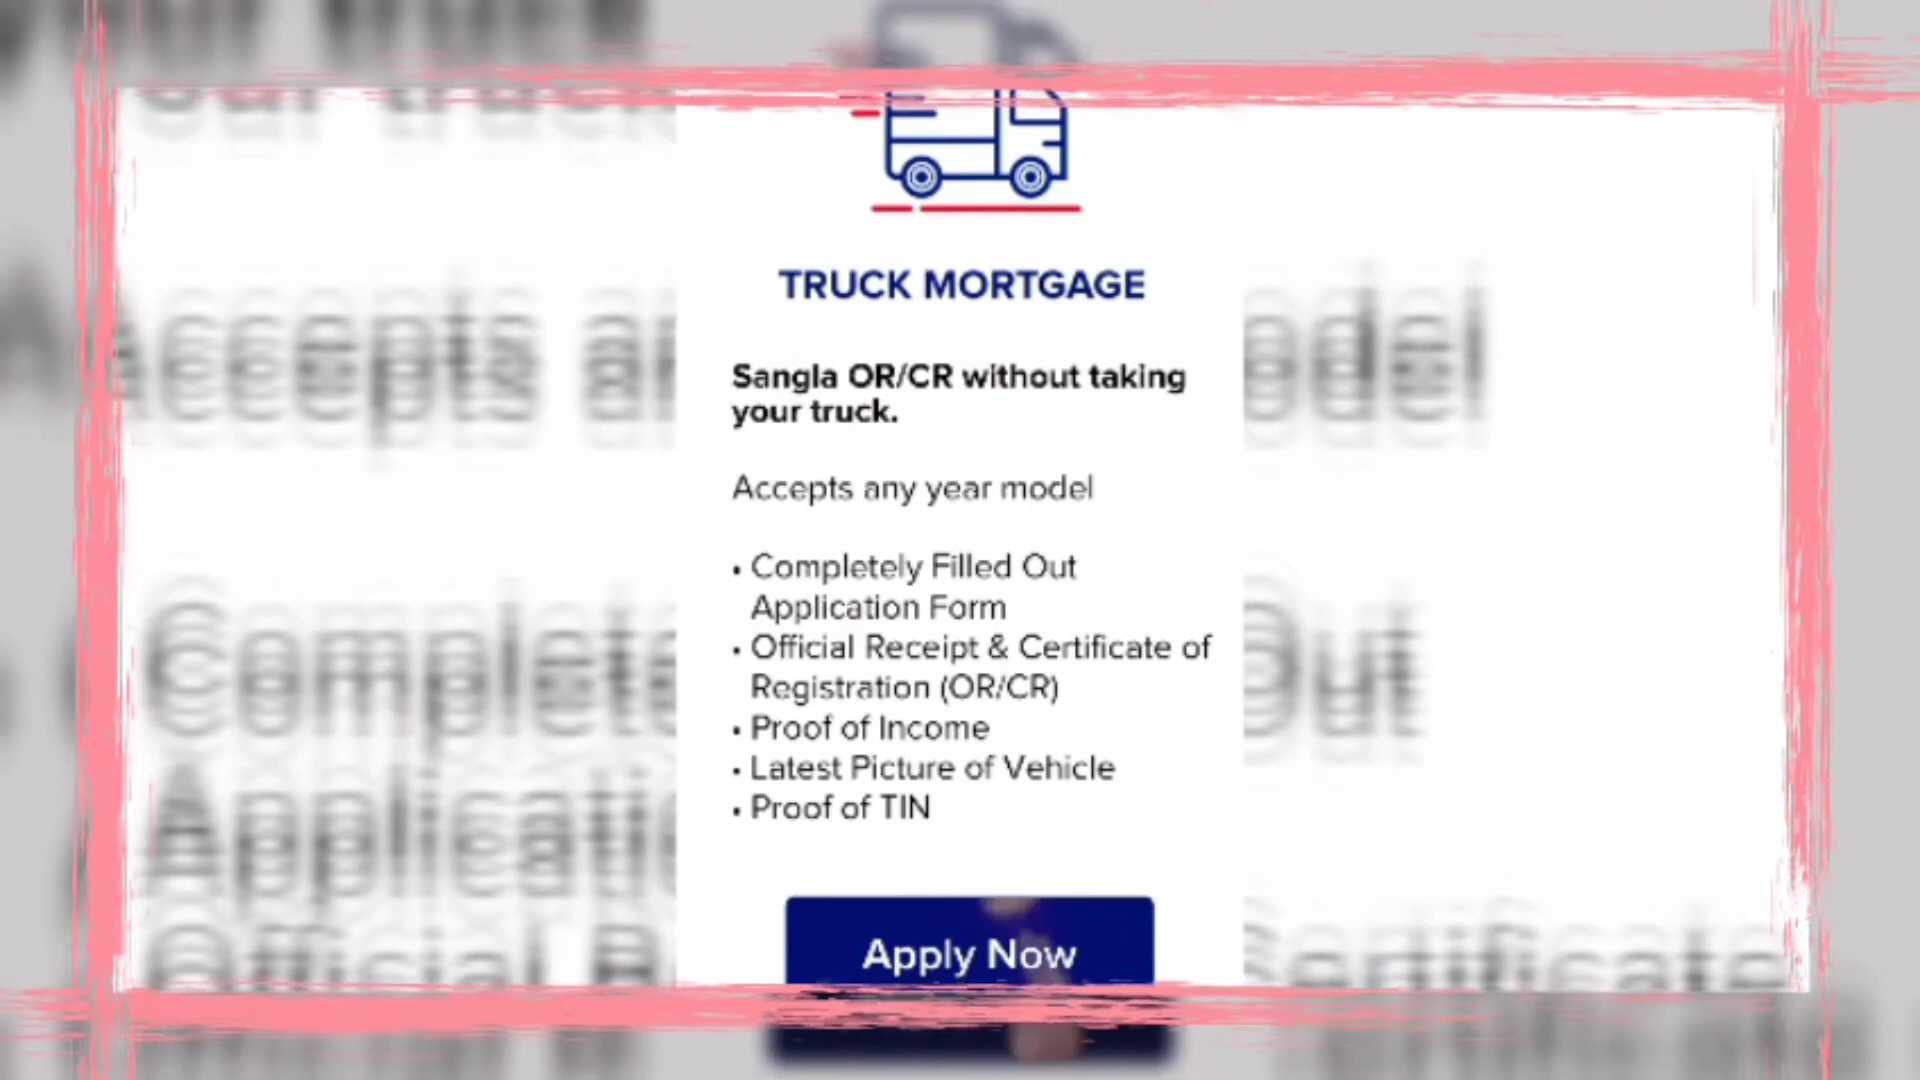 TRUCK MORTGAGE
Sangla OR/CR without taking
your truck.
Accepts any year model
• Completely Filled Out
Application Form
• Official Receipt & Certificate of
Registration (OR/CR)
• Proof of Income
• Latest Picture of Vehicle
• Proof of TIN
Apply Now